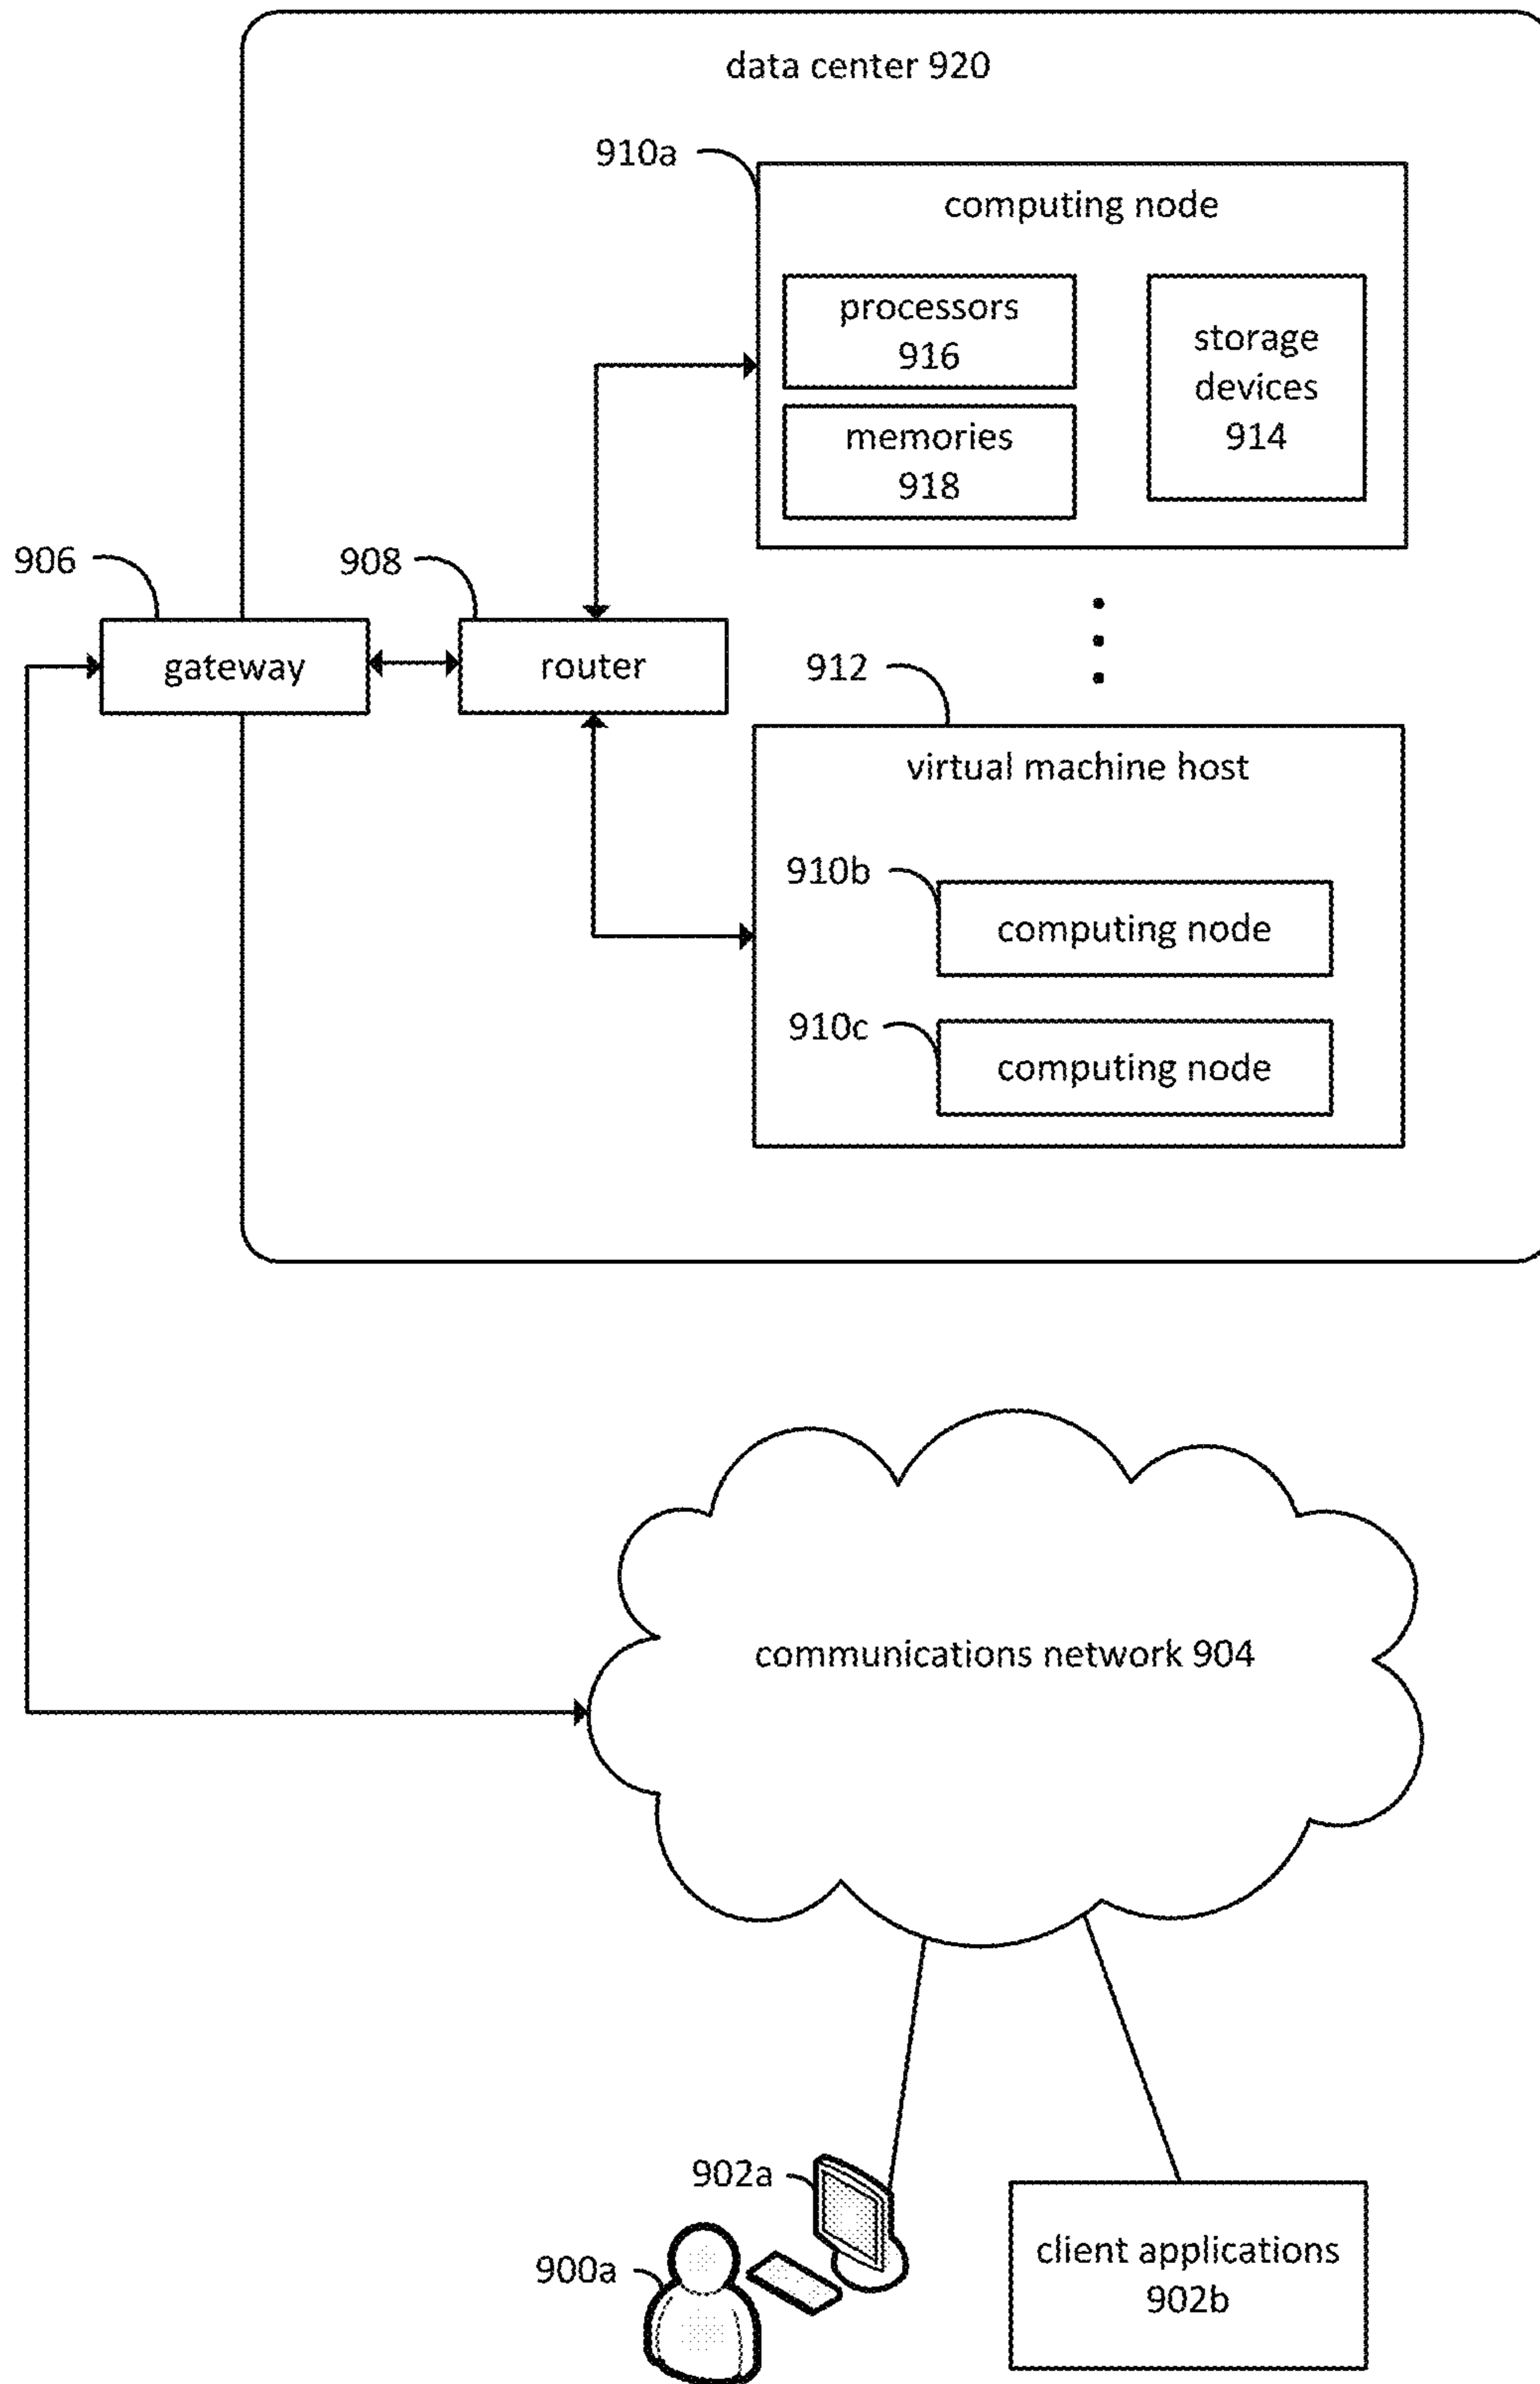 data center 920
910a
computing node
processors
916
storage
devices
914
memories
918
906
908
gateway
router
912
virtual machine host
910b
computing node
910c
computing node
communications network 904
902a
900a
client applications
902b